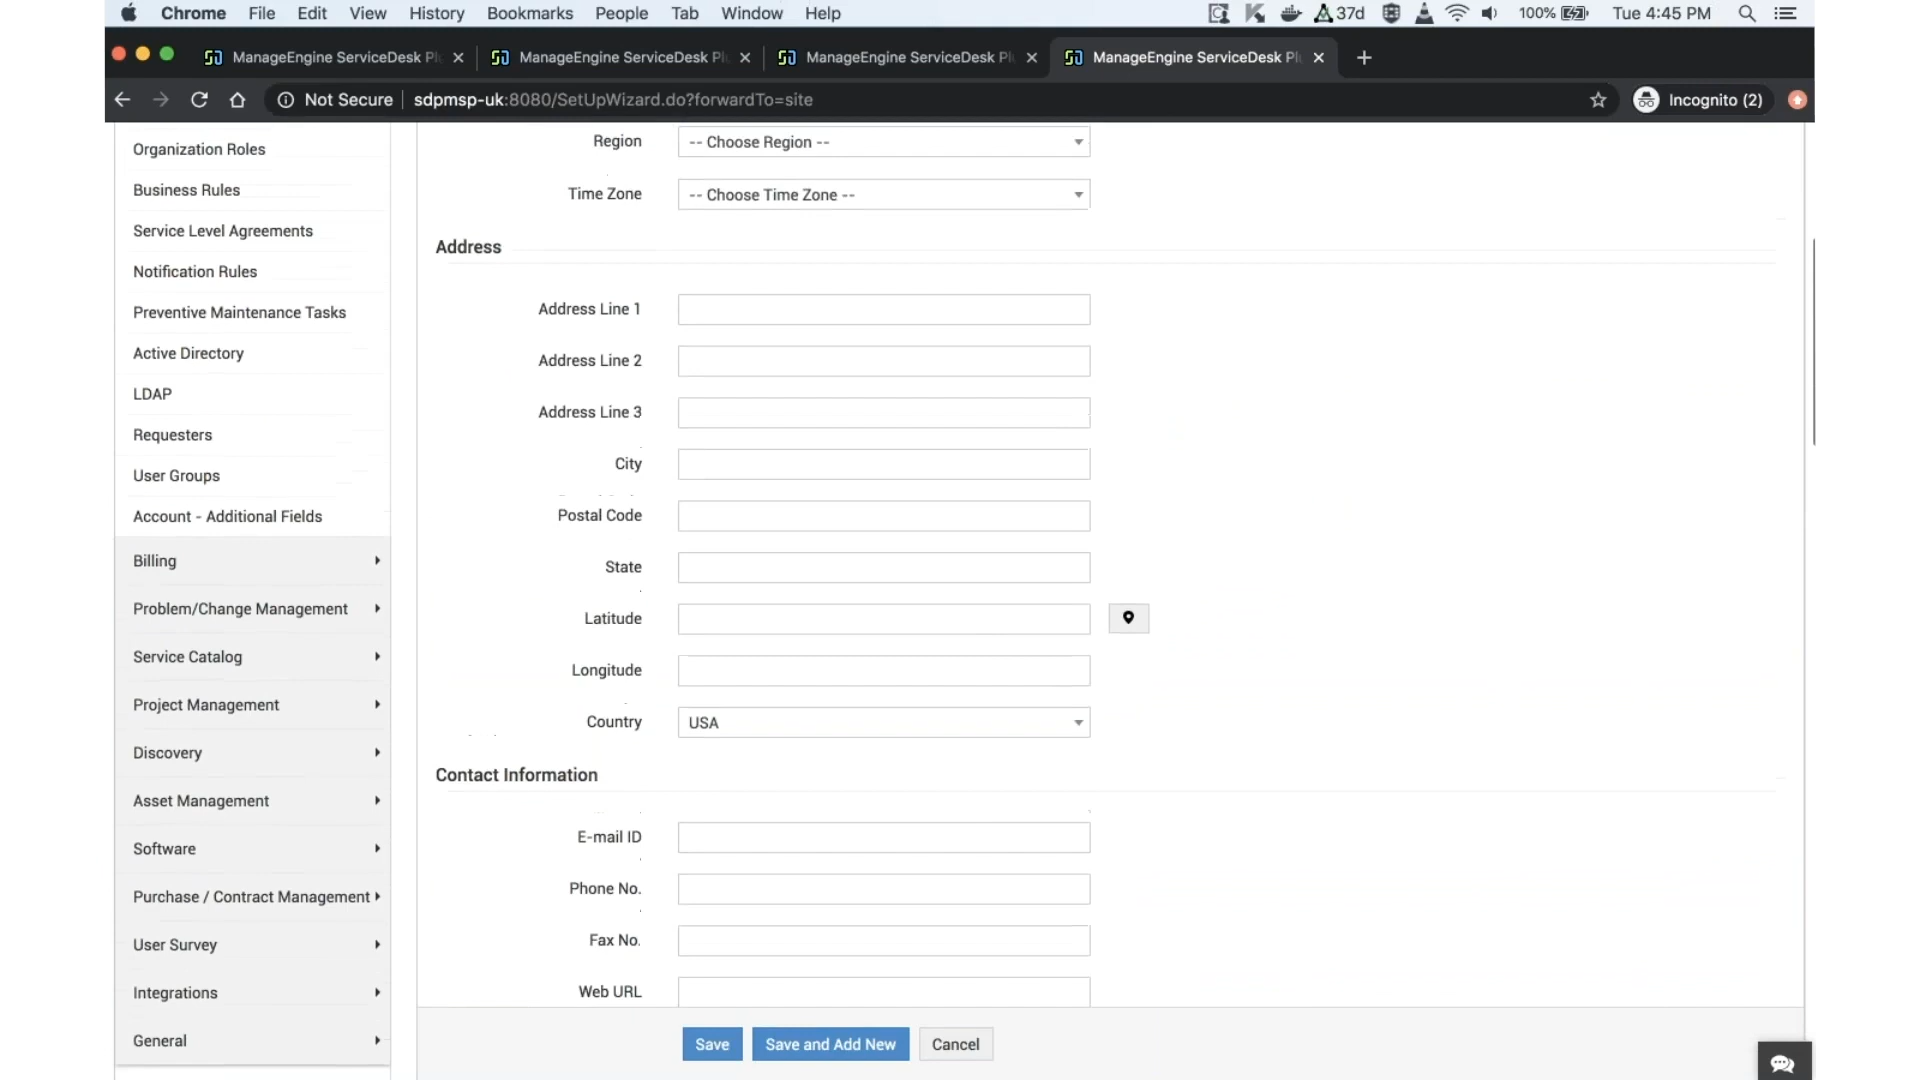 Chrome File Edit View History Bookmarks People Tab Window Help 37d 100% Tue 4:45 PM
ManageEngine ServiceDesk Pl ManageEngine ServiceDesk Pl ManageEngine ServiceDesk Pl ManageEngine ServiceDesk Pl
Not Secure sdpmsp-uk:8080/SetUpWizard.do?forwardTo=site Incognito (2)
Organization Roles
Business Rules
Service Level Agreements
Notification Rules
Preventive Maintenance Tasks
Active Directory
LDAP
Requesters
User Groups
Account - Additional Fields
Billing
Problem/Change Management
Service Catalog
Project Management
Discovery
Asset Management
Software
Purchase / Contract Management
User Survey
Integrations
General
Region -- Choose Region --
Time Zone -- Choose Time Zone --
Address
Address Line 1
Address Line 2
Address Line 3
City
Postal Code
State
Latitude
Longitude
Country USA
Contact Information
E-mail ID
Phone No.
Fax No.
Web URL
Save Save and Add New Cancel